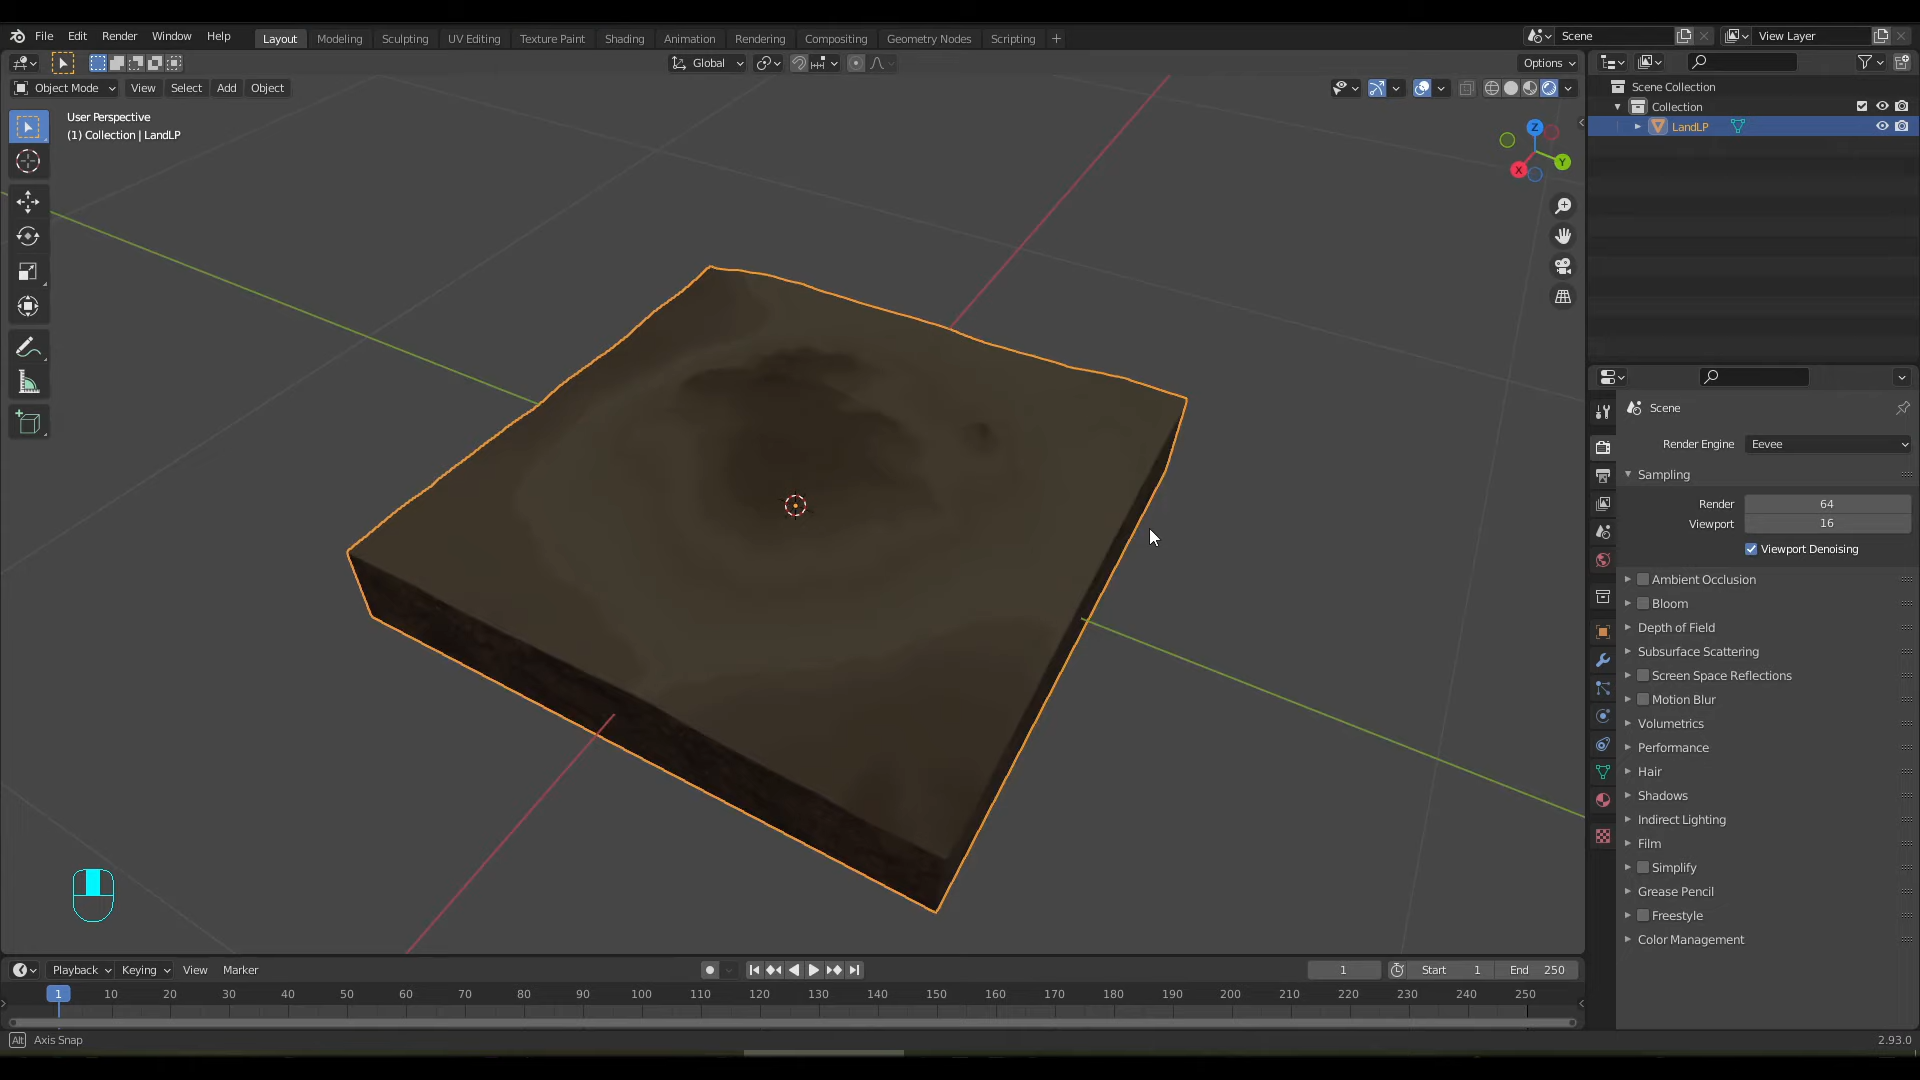 File Edit Render Window Help
Layout Modeling Sculpting UV Editing Texture Paint Shading Animation Rendering Compositing Geometry Nodes Scripting +
Scene
View Layer
Global
Options
Object Mode View Select Add Object
User Perspective
(1) Collection | LandLP
Z
Y
X
Scene Collection
Collection
LandLP
Scene
Render Engine Eevee
Sampling
Render 64
Viewport 16
Viewport Denoising
Ambient Occlusion
Bloom
Depth of Field
Subsurface Scattering
Screen Space Reflections
Motion Blur
Volumetrics
Performance
Hair
Shadows
Indirect Lighting
Film
Simplify
Grease Pencil
Freestyle
Color Management
Playback Keying View Marker
1 Start 1 End 250
1 10 20 30 40 50 60 70 80 90 100 110 120 130 140 150 160 170 180 190 200 210 220 230 240 250
Alt Axis Snap
2.93.0